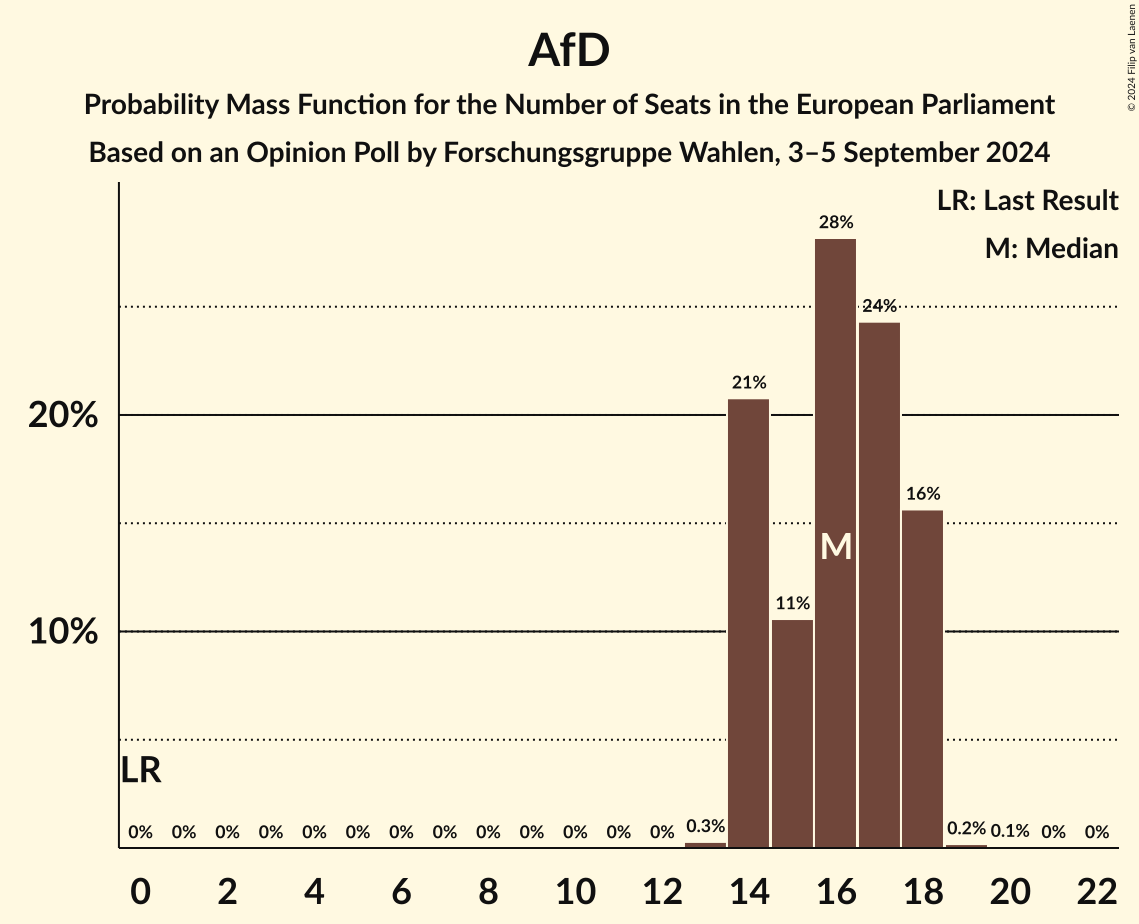 © 2024 Filip van Laenen
AfD
Probability Mass Function for the Number of Seats in the European Parliament
Based on an Opinion Poll by Forschungsgruppe Wahlen, 3–5 September 2024
LR: Last Result
M: Median
28%
24%
21%
20%
16%
M
11%
10%
LR
0% 0% 0% 0% 0% 0% 0% 0% 0% 0% 0% 0% 0% 0.3% 0.2% 0.1% 0% 0%
0 2 4 6 8 10 12 14 16 18 20 22